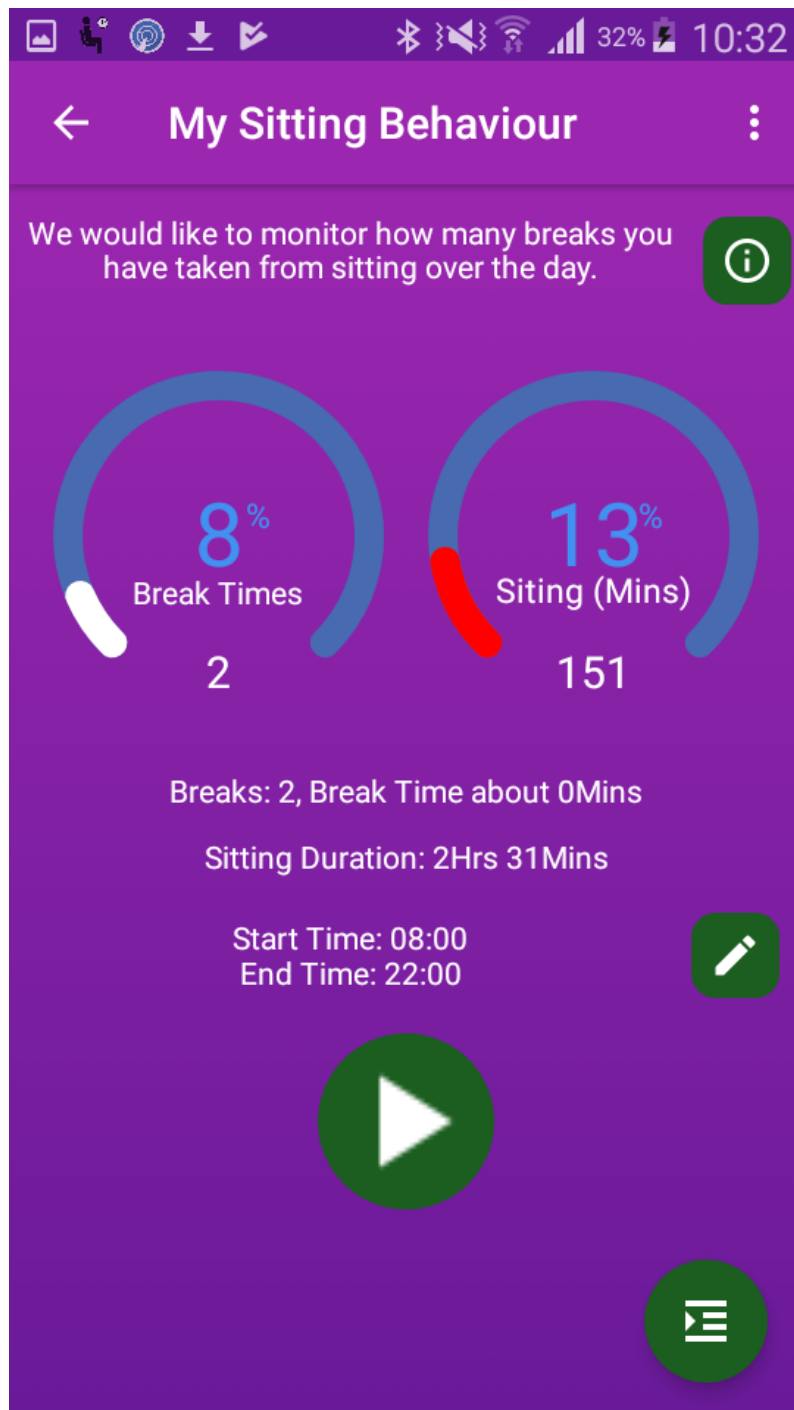 32% 10:32
My Sitting Behaviour
We would like to monitor how many breaks you
have taken from sitting over the day.
8%
Break Times
2
13%
Siting (Mins)
151
Breaks: 2, Break Time about 0Mins
Sitting Duration: 2Hrs 31Mins
Start Time: 08:00
End Time: 22:00